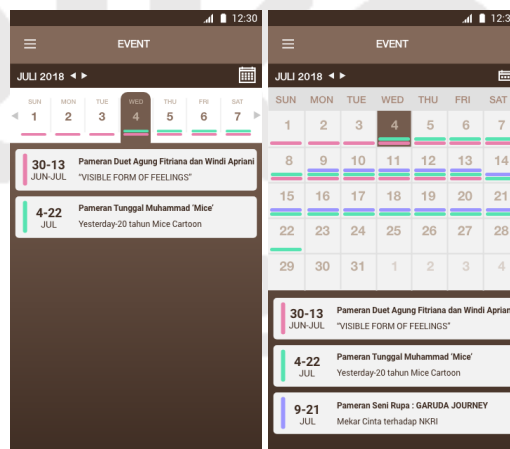 12:30
EVENT
JULI 2018
SUN MON TUE WED THU FRI SAT
1 2 3 4 5 6 7
30-13
JUN-JUL
Pameran Duet Agung Fitriana dan Windi Apriani
"VISIBLE FORM OF FEELINGS"
4-22
JUL
Pameran Tunggal Muhammad 'Mice'
Yesterday-20 tahun Mice Cartoon
12:3
EVENT
JULI 2018
SUN MON TUE WED THU FRI SAT
1 2 3 4 5 6 7
8 9 10 11 12 13 14
15 16 17 18 19 20 21
22 23 24 25 26 27 28
29 30 31 1 2 3 4
30-13
JUN-JUL
Pameran Duet Agung Fitriana dan Windi Aprian
"VISIBLE FORM OF FEELINGS"
4-22
JUL
Pameran Tunggal Muhammad 'Mice'
Yesterday-20 tahun Mice Cartoon
9-21
JUL
Pameran Seni Rupa : GARUDA JOURNEY
Mekar Cinta terhadap NKRI